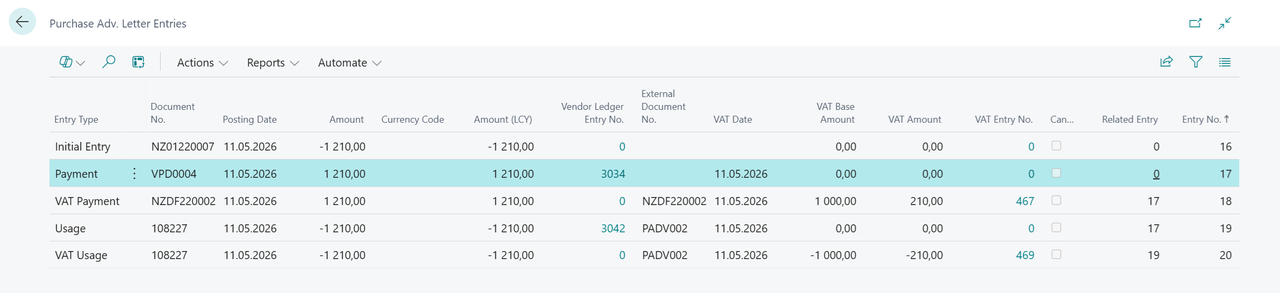 Purchase Adv. Letter Entries
Actions Reports Automate
Entry Type Document No. Posting Date Amount Currency Code Amount (LCY) Vendor Ledger Entry No. External Document No. VAT Date VAT Base Amount VAT Amount VAT Entry No. Can... Related Entry Entry No. ↑
Initial Entry NZ01220007 11.05.2026 -1 210,00 -1 210,00 0 0,00 0,00 0 0 16
Payment VPD0004 11.05.2026 1 210,00 1 210,00 3034 11.05.2026 0,00 0,00 0 0 17
VAT Payment NZDF220002 11.05.2026 1 210,00 1 210,00 0 NZDF220002 11.05.2026 1 000,00 210,00 467 17 18
Usage 108227 11.05.2026 -1 210,00 -1 210,00 3042 PADV002 11.05.2026 0,00 0,00 0 17 19
VAT Usage 108227 11.05.2026 -1 210,00 -1 210,00 0 PADV002 11.05.2026 -1 000,00 -210,00 469 19 20